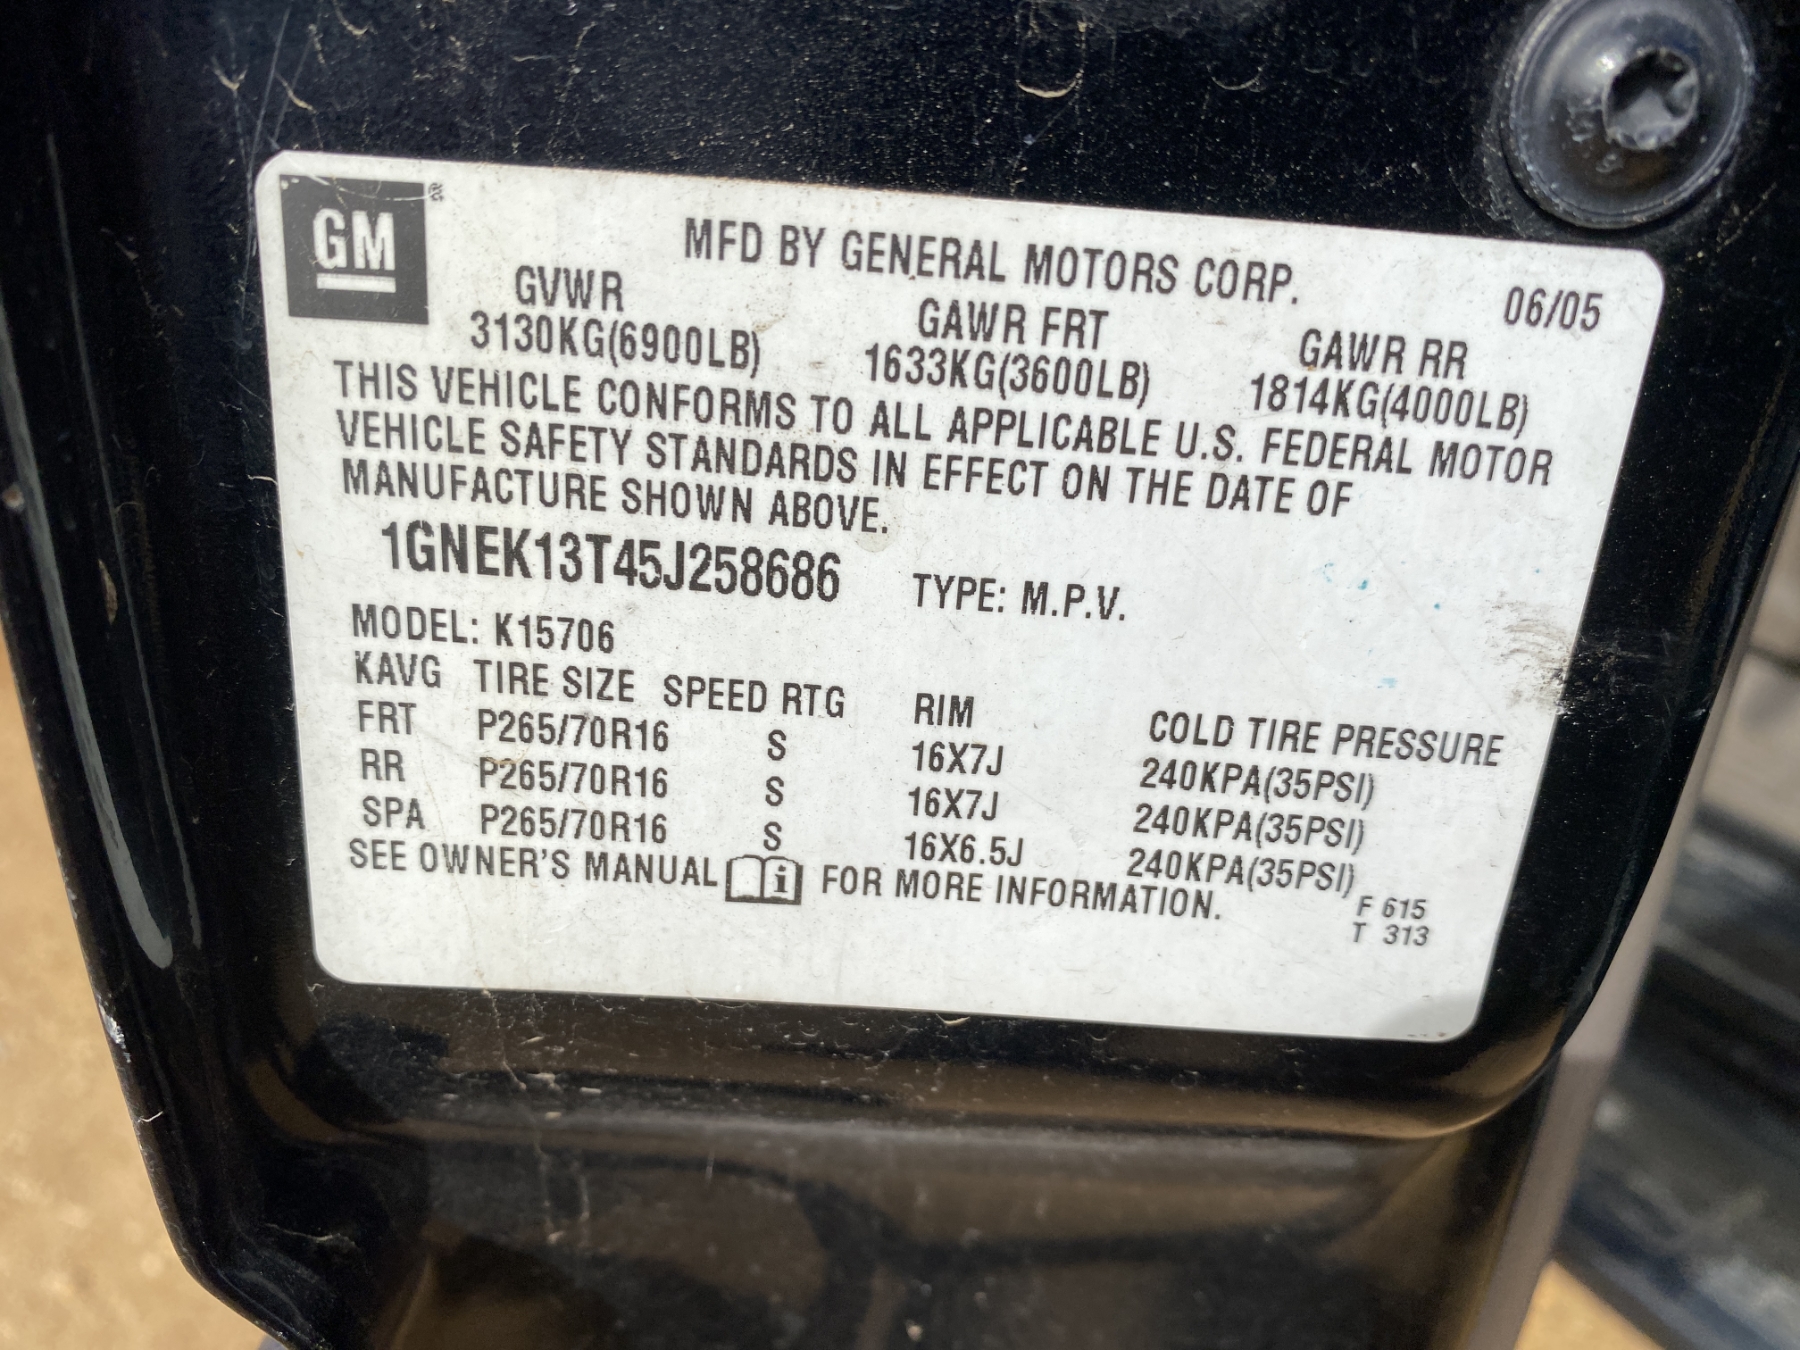 GM
MFD BY GENERAL MOTORS CORP.
06/05
GVWR GAWR FRT GAWR RR
3130KG(6900LB) 1633KG(3600LB) 1814KG(4000LB)
THIS VEHICLE CONFORMS TO ALL APPLICABLE U.S. FEDERAL MOTOR
VEHICLE SAFETY STANDARDS IN EFFECT ON THE DATE OF
MANUFACTURE SHOWN ABOVE.
1GNEK13T45J258686 TYPE: M.P.V.
MODEL: K15706
KAVG TIRE SIZE SPEED RTG RIM COLD TIRE PRESSURE
FRT P265/70R16 S 16X7J 240KPA(35PSI)
RR P265/70R16 S 16X7J 240KPA(35PSI)
SPA P265/70R16 S 16X6.5J 240KPA(35PSI)
SEE OWNER'S MANUAL i FOR MORE INFORMATION.
F 615
T 313